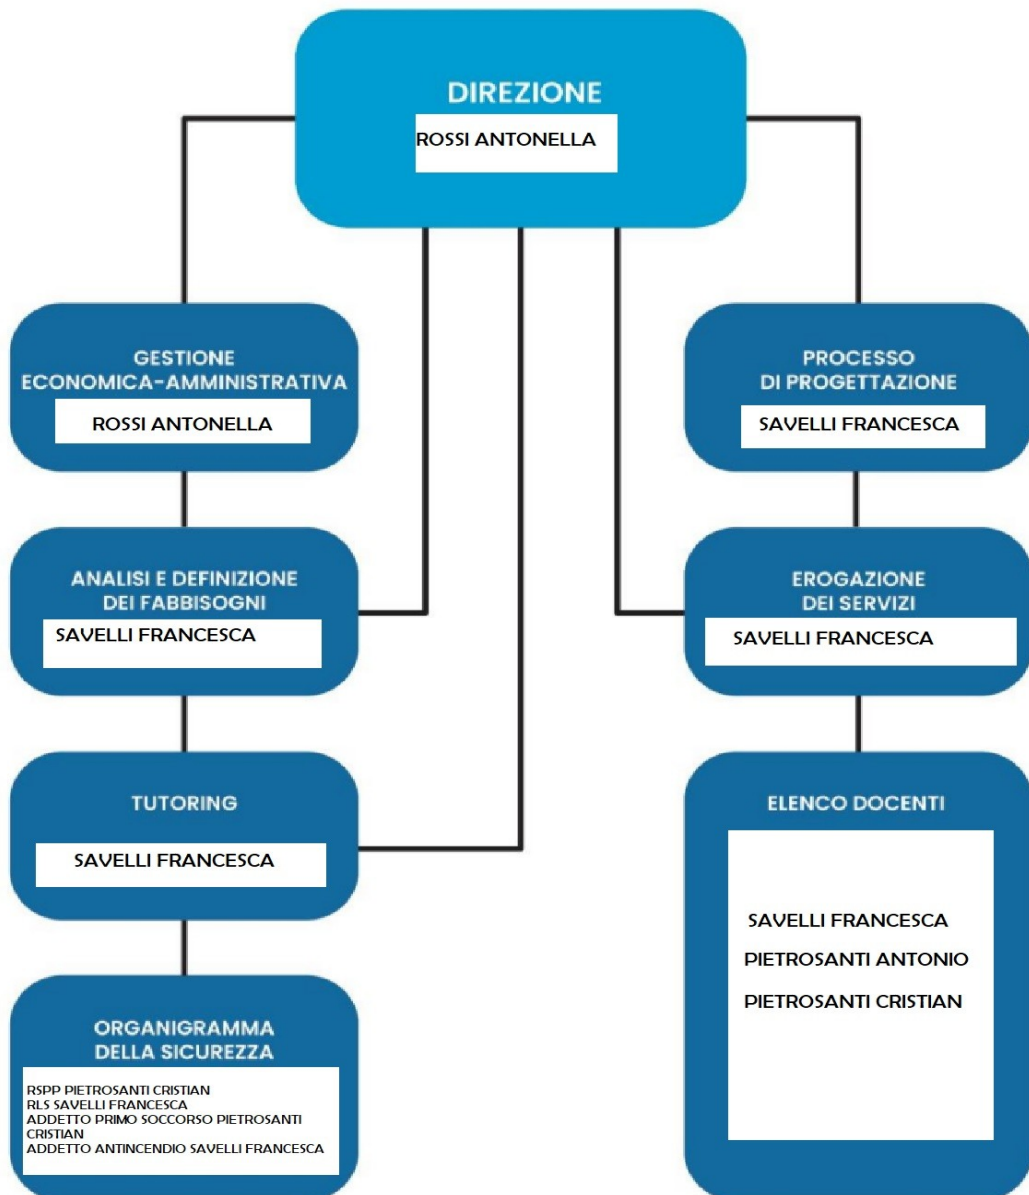 DIREZIONE
ROSSI ANTONELLA
GESTIONE
ECONOMICA-AMMINISTRATIVA
ROSSI ANTONELLA
PROCESSO
DI PROGETTAZIONE
SAVELLI FRANCESCA
ANALISI E DEFINIZIONE
DEI FABBISOGNI
SAVELLI FRANCESCA
EROGAZIONE
DEI SERVIZI
SAVELLI FRANCESCA
TUTORING
SAVELLI FRANCESCA
ELENCO DOCENTI
SAVELLI FRANCESCA
PIETROSANTI ANTONIO
PIETROSANTI CRISTIAN
ORGANIGRAMMA
DELLA SICUREZZA
RSPP PIETROSANTI CRISTIAN
RLS SAVELLI FRANCESCA
ADDETTO PRIMO SOCCORSO PIETROSANTI
CRISTIAN
ADDETTO ANTINCENDIO SAVELLI FRANCESCA